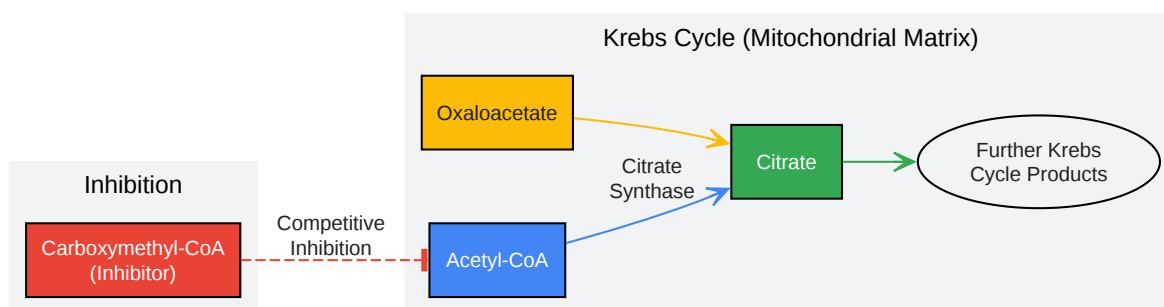 Krebs Cycle (Mitochondrial Matrix)
Oxaloacetate
Citrate
Synthase
Citrate
Further Krebs
Cycle Products
Inhibition
Carboxymethyl-CoA
(Inhibitor)
Competitive
Inhibition
Acetyl-CoA